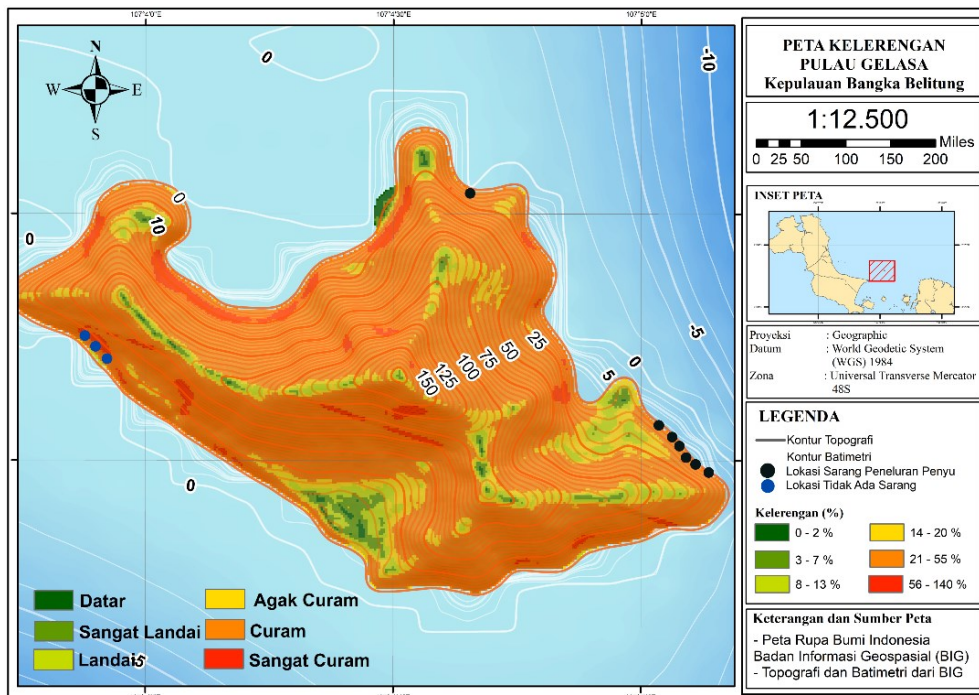 107°4'0"E
107°4'30"E
107°5'0"E
N
W
E
S
0
-10
0
10
0
25
50
75
100
125
150
-5
0
5
0
-5
Datar
Sangat Landai
Landai
Agak Curam
Curam
Sangat Curam
PETA KELERENGAN
PULAU GELASA
Kepulauan Bangka Belitung
1:12.500
Miles
0 25 50 100 150 200
INSET PETA
Proyeksi : Geographic
Datum : World Geodetic System
(WGS) 1984
Zona : Universal Transverse Mercator
48S
LEGENDA
Kontur Topografi
Kontur Batimetri
Lokasi Sarang Peneluran Penyu
Lokasi Tidak Ada Sarang
Kelerengan (%)
0 - 2 %
3 - 7 %
8 - 13 %
14 - 20 %
21 - 55 %
56 - 140 %
Keterangan dan Sumber Peta
- Peta Rupa Bumi Indonesia
Badan Informasi Geospasial (BIG)
- Topografi dan Batimetri dari BIG